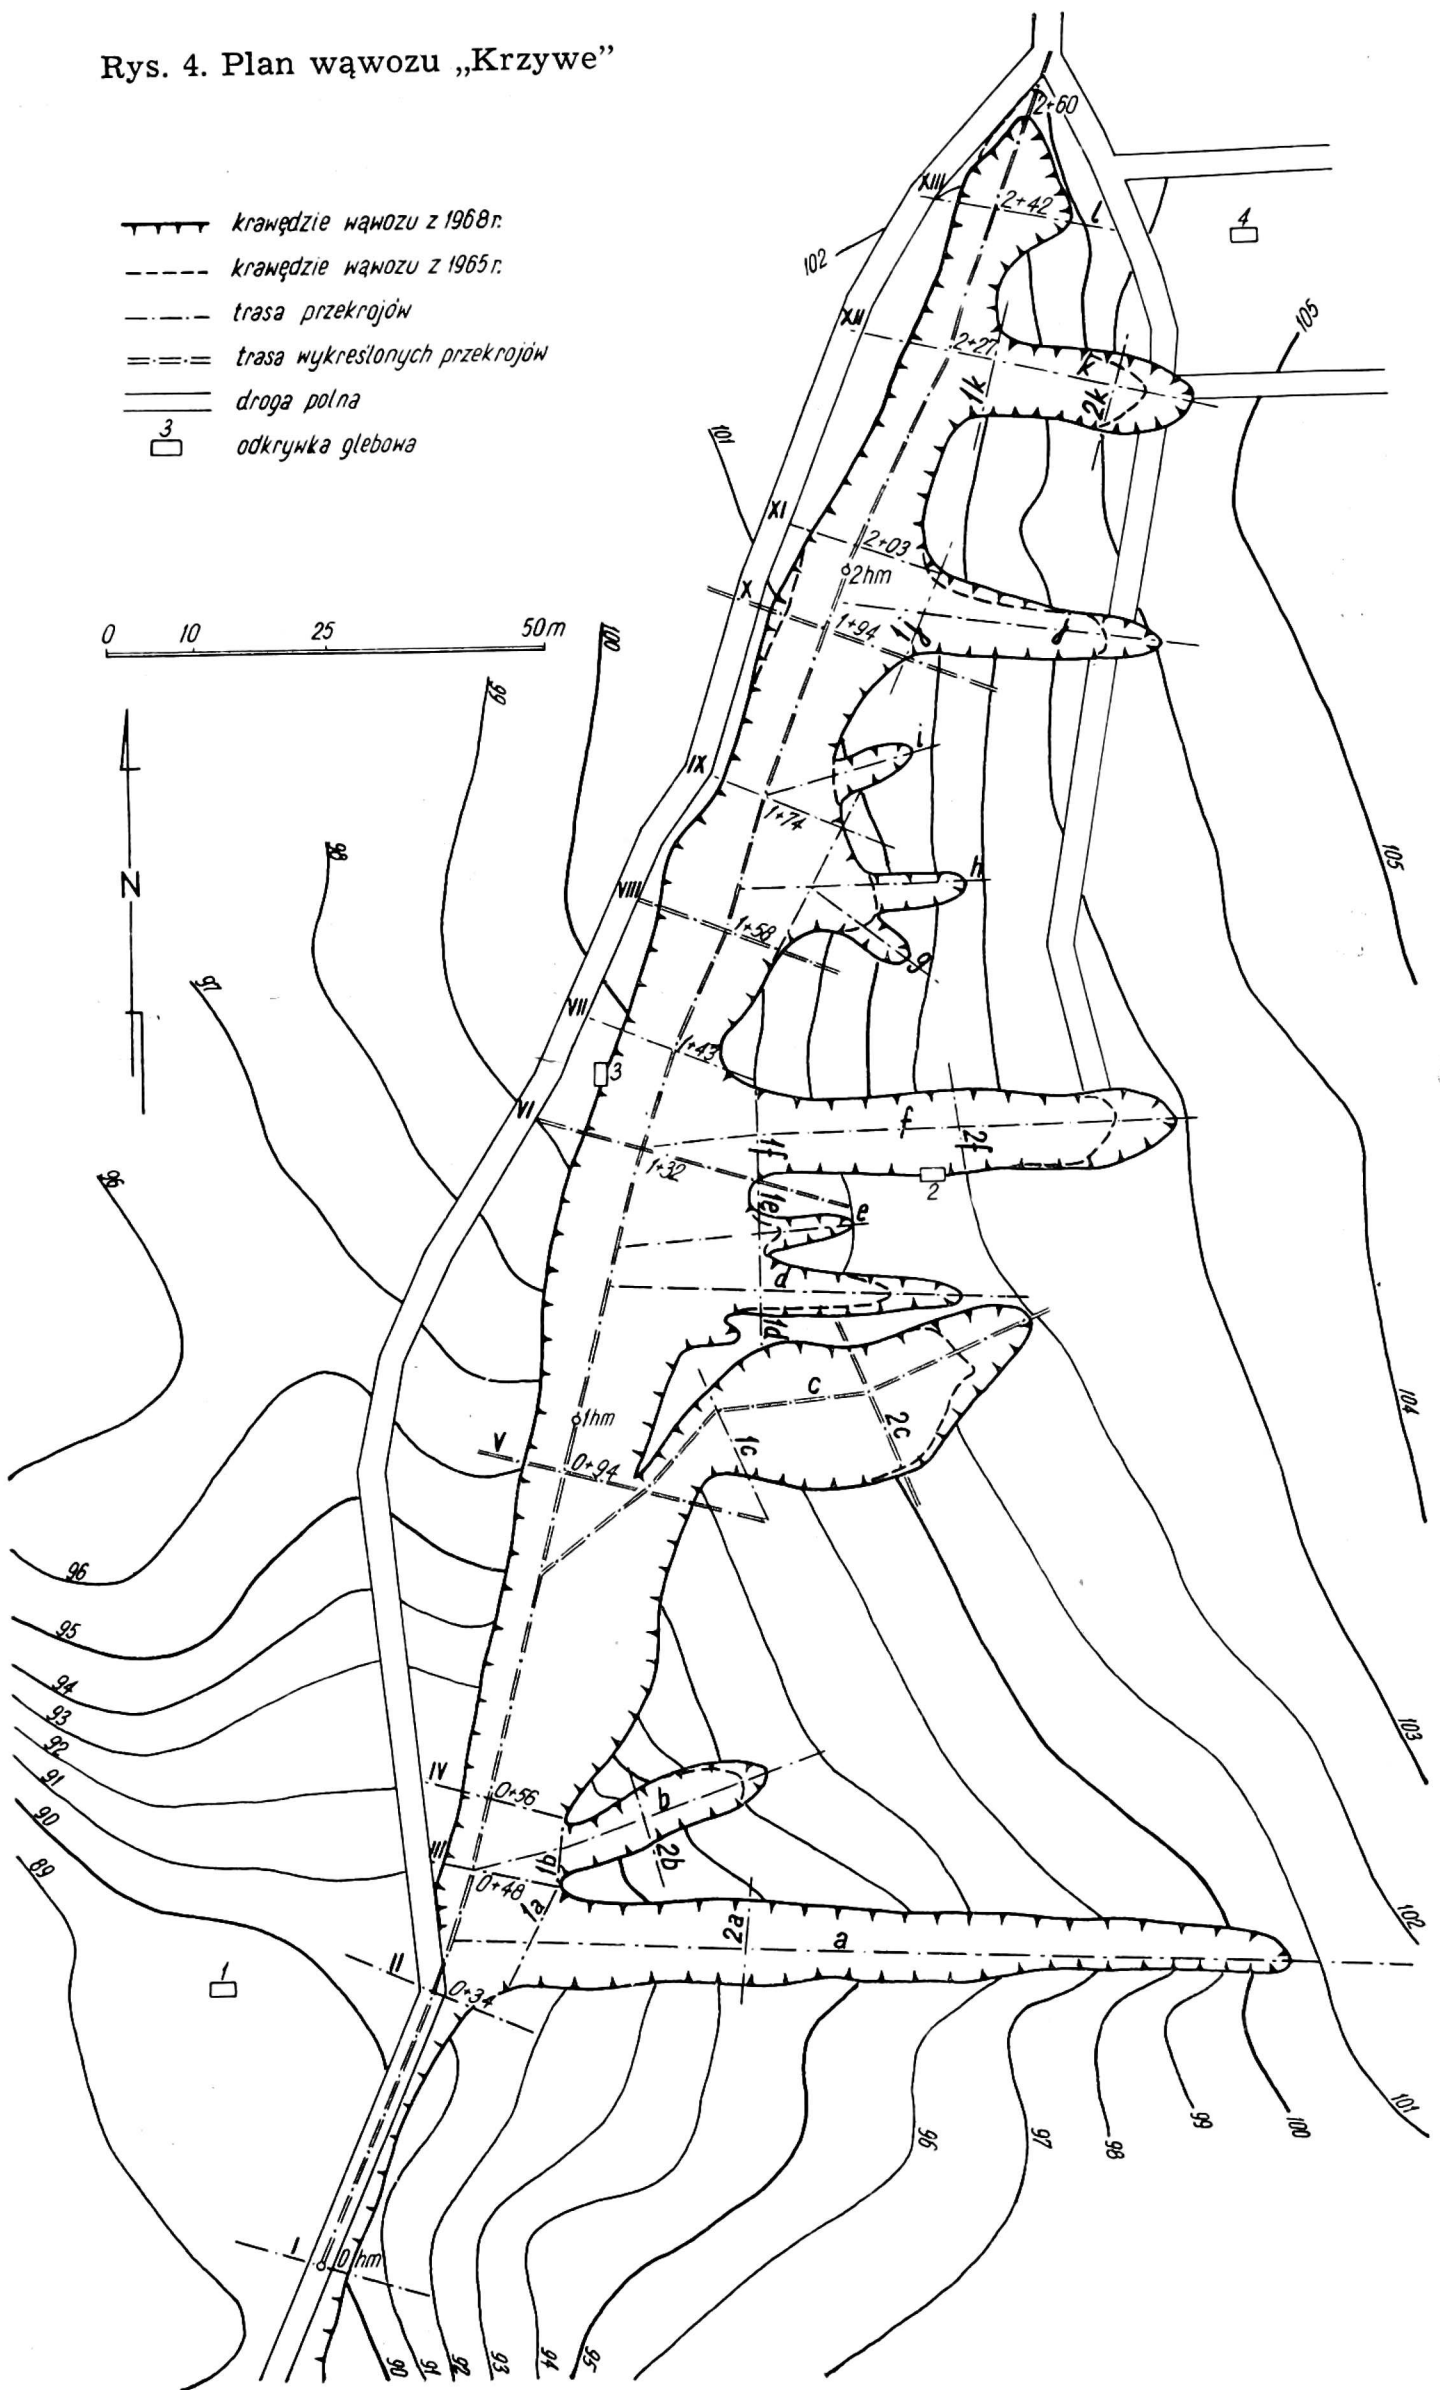 Rys. 4. Plan wąwozu „Krzywe”
krawędzie wąwozu z 1968 r.
krawędzie wąwozu z 1965 r.
trasa przekrojów
trasa wykreślonych przekrojów
droga polna
3
odkrywka glebowa
0 10 25 50 m
N
2+60
XIII
2+42
l
4
102
XII
2+27
1k
k
2k
105
101
XI
2+03
2hm
X
1+94
1j
j
100
99
i
IX
1+74
98
h
105
VIII
1+58
g
97
VII
1+43
3
VI
f
1+32
1f
2f
2
96
1e
e
d
1d
c
104
1hm
2c
V
0+94
1c
96
95
94
93
103
92
IV
0+56
b
91
90
III
1b
2b
0+48
89
1a
2a
a
102
II
1
0+34
101
100
99
98
97
96
I
0 hm
90
91
92
93
94
95